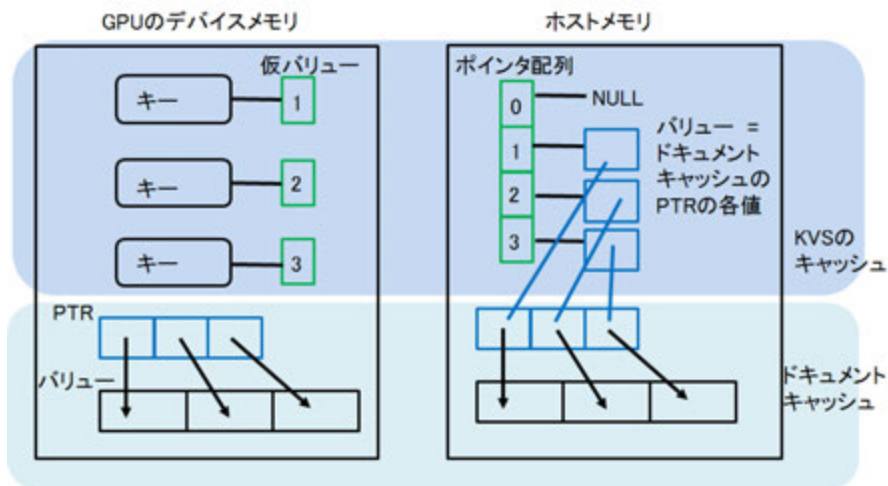 GPUのデバイスメモリ
ホストメモリ
仮バリュー
キー
1
キー
2
キー
3
PTR
バリュー
ポインタ配列
0
NULL
1
2
3
バリュー =
ドキュメント
キャッシュの
PTRの各値
KVSの
キャッシュ
ドキュメント
キャッシュ